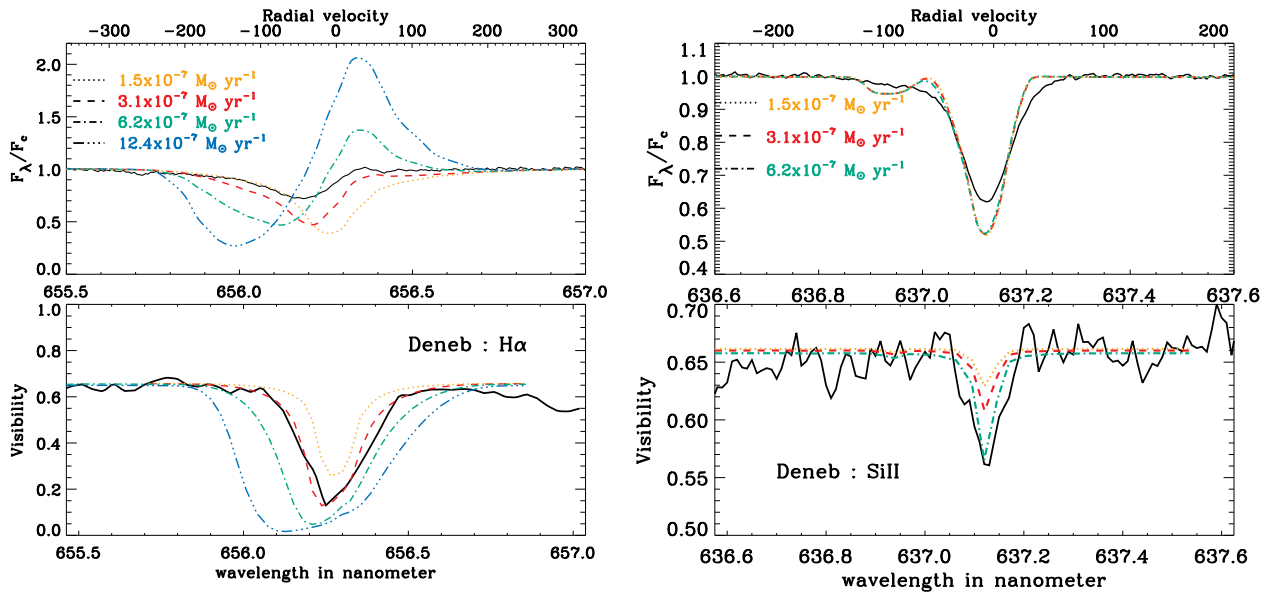 Radial velocity
-300 -200 -100 0 100 200 300
2.0
1.5
1.0
0.5
0.0
Fλ/Fc
1.5x10⁻⁷ M⊙ yr⁻¹
3.1x10⁻⁷ M⊙ yr⁻¹
6.2x10⁻⁷ M⊙ yr⁻¹
12.4x10⁻⁷ M⊙ yr⁻¹
655.5 656.0 656.5 657.0
1.0
0.8
0.6
0.4
0.2
0.0
Visibility
Deneb : Hα
655.5 656.0 656.5 657.0
wavelength in nanometer
Radial velocity
-200 -100 0 100 200
1.1
1.0
0.9
0.8
0.7
0.6
0.5
0.4
Fλ/Fc
1.5x10⁻⁷ M⊙ yr⁻¹
3.1x10⁻⁷ M⊙ yr⁻¹
6.2x10⁻⁷ M⊙ yr⁻¹
636.6 636.8 637.0 637.2 637.4 637.6
0.70
0.65
0.60
0.55
0.50
Visibility
Deneb : SiII
636.6 636.8 637.0 637.2 637.4 637.6
wavelength in nanometer